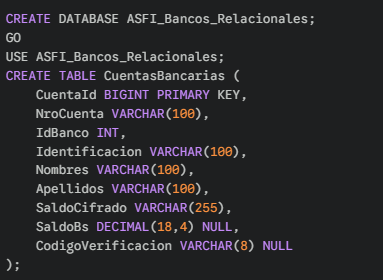 CREATE DATABASE ASFI_Bancos_Relacionales;
GO
USE ASFI_Bancos_Relacionales;
CREATE TABLE CuentasBancarias (
    CuentaId BIGINT PRIMARY KEY,
    NroCuenta VARCHAR(100),
    IdBanco INT,
    Identificacion VARCHAR(100),
    Nombres VARCHAR(100),
    Apellidos VARCHAR(100),
    SaldoCifrado VARCHAR(255),
    SaldoBs DECIMAL(18,4) NULL,
    CodigoVerificacion VARCHAR(8) NULL
);